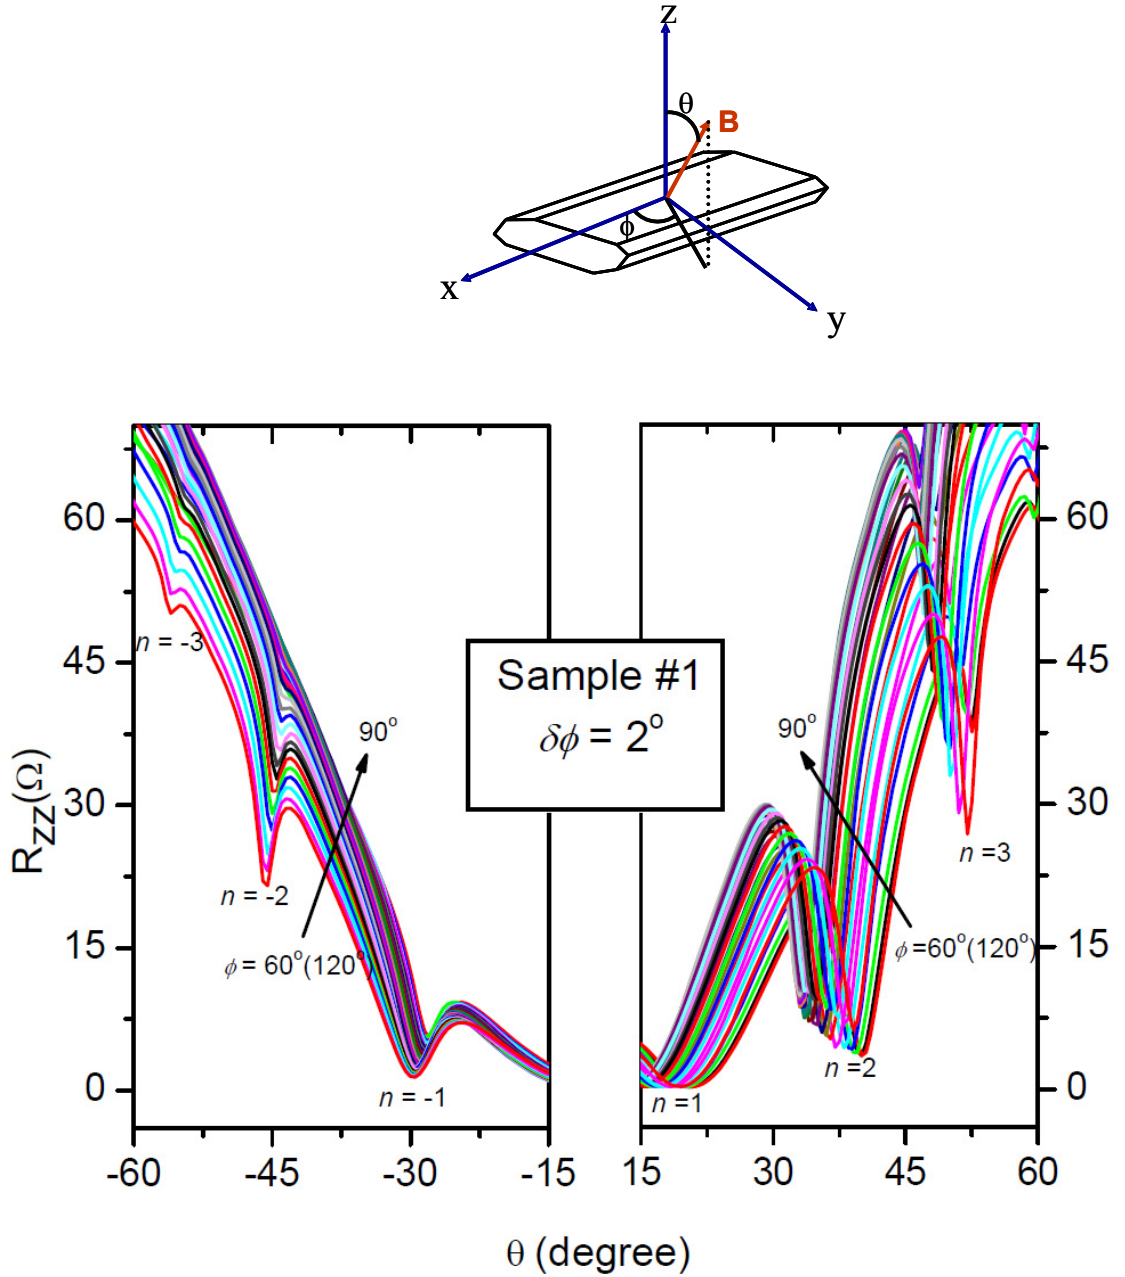 z
θ
B
ϕ
x
y
60
45
30
15
0
R_zz(Ω)
n = -3
n = -2
n = -1
90°
ϕ = 60°(120°)
Sample #1
δϕ = 2°
90°
ϕ=60°(120°)
n =1
n =2
n =3
60
45
30
15
0
-60 -45 -30 -15 15 30 45 60
θ (degree)